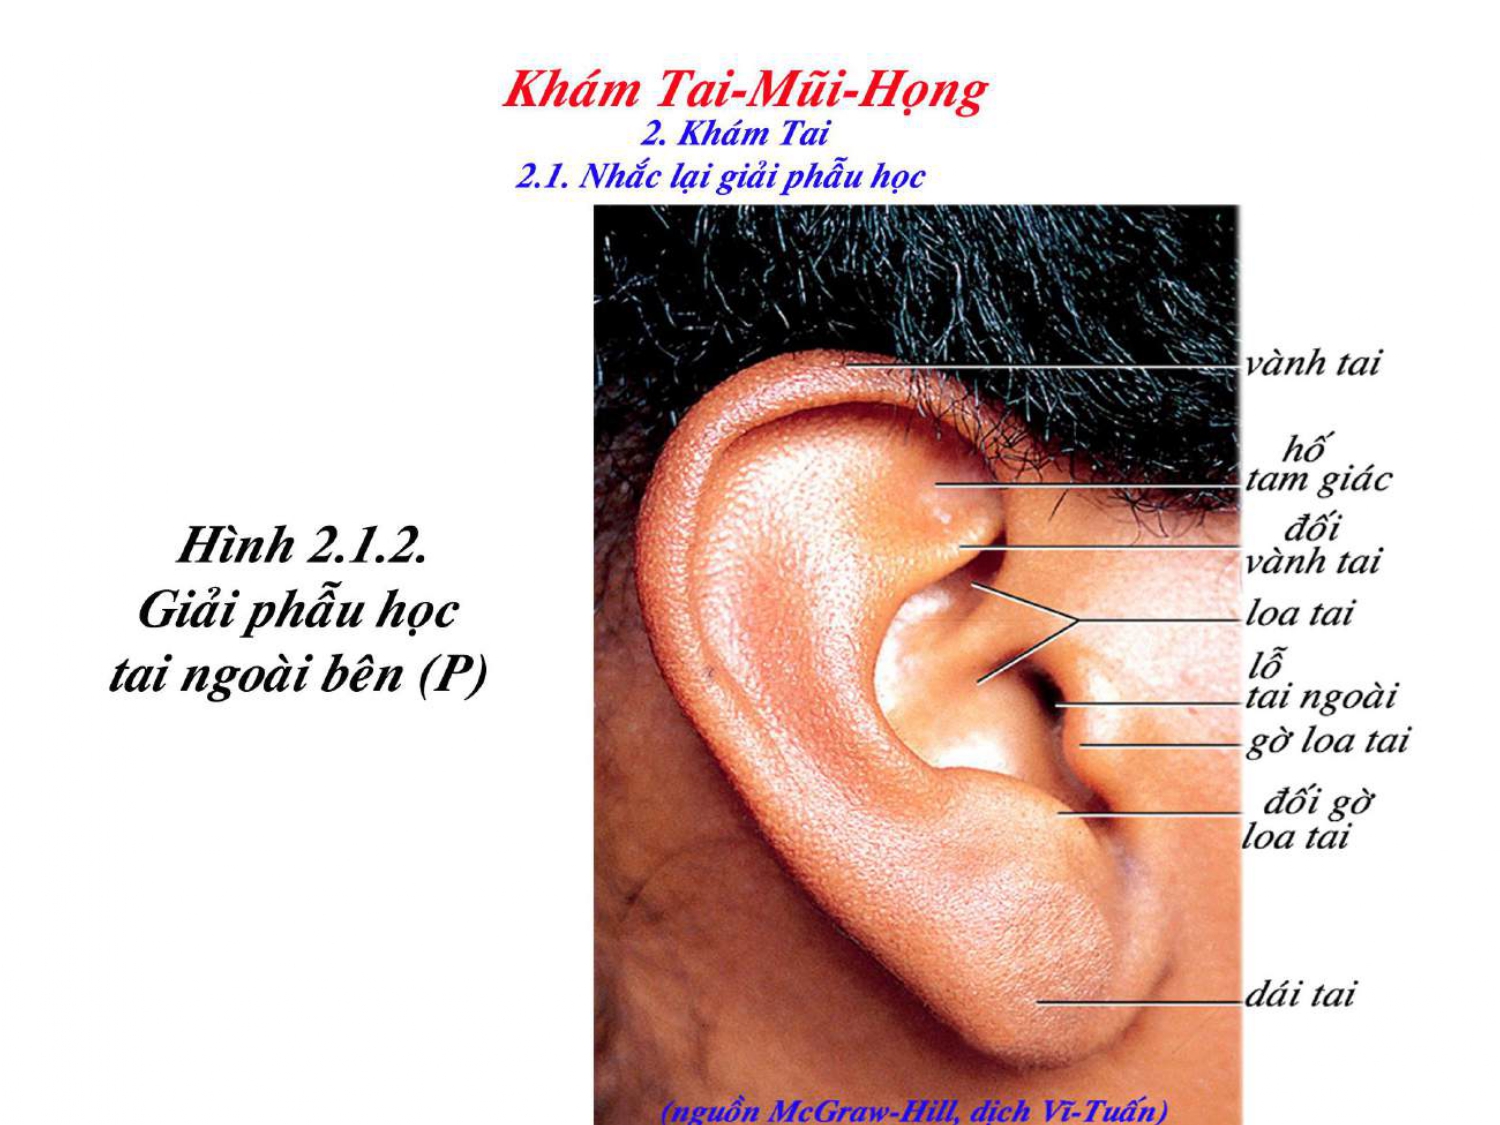 Khám Tai-Mũi-Họng
2. Khám Tai
2.1. Nhắc lại giải phẫu học
Hình 2.1.2.
Giải phẫu học
tai ngoài bên (P)
vành tai
hố
tam giác
đối
vành tai
loa tai
lỗ
tai ngoài
gờ loa tai
đối gờ
loa tai
dái tai
(nguồn McGraw-Hill, dịch Vĩ-Tuấn)